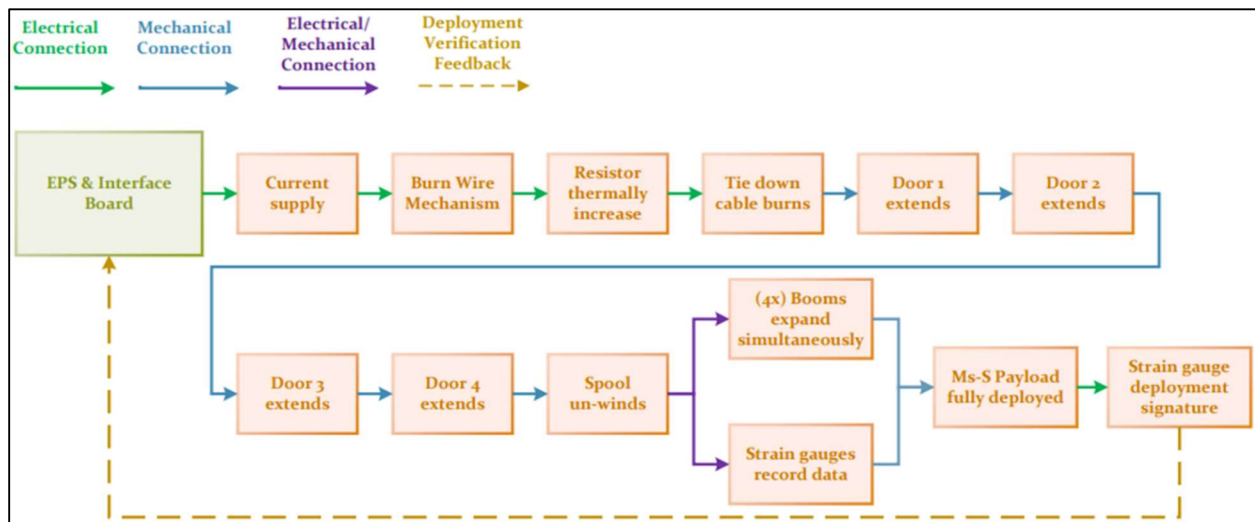 Electrical
Connection
Mechanical
Connection
Electrical/
Mechanical
Connection
Deployment
Verification
Feedback
EPS & Interface
Board
Current
supply
Burn Wire
Mechanism
Resistor
thermally
increase
Tie down
cable burns
Door 1
extends
Door 2
extends
Door 3
extends
Door 4
extends
Spool
un-winds
(4x) Booms
expand
simultaneously
Strain gauges
record data
Ms-S Payload
fully deployed
Strain gauge
deployment
signature